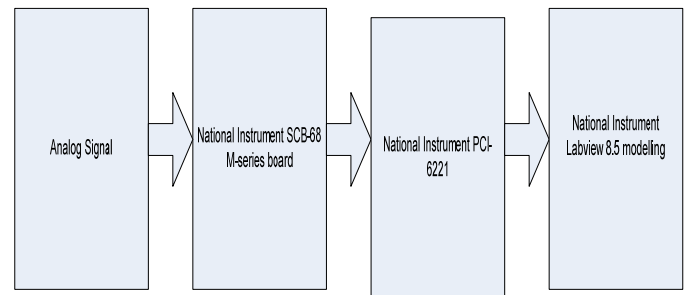 Analog Signal
National Instrument SCB-68
M-series board
National Instrument PCI-
6221
National Instrument
Labview 8.5 modelling